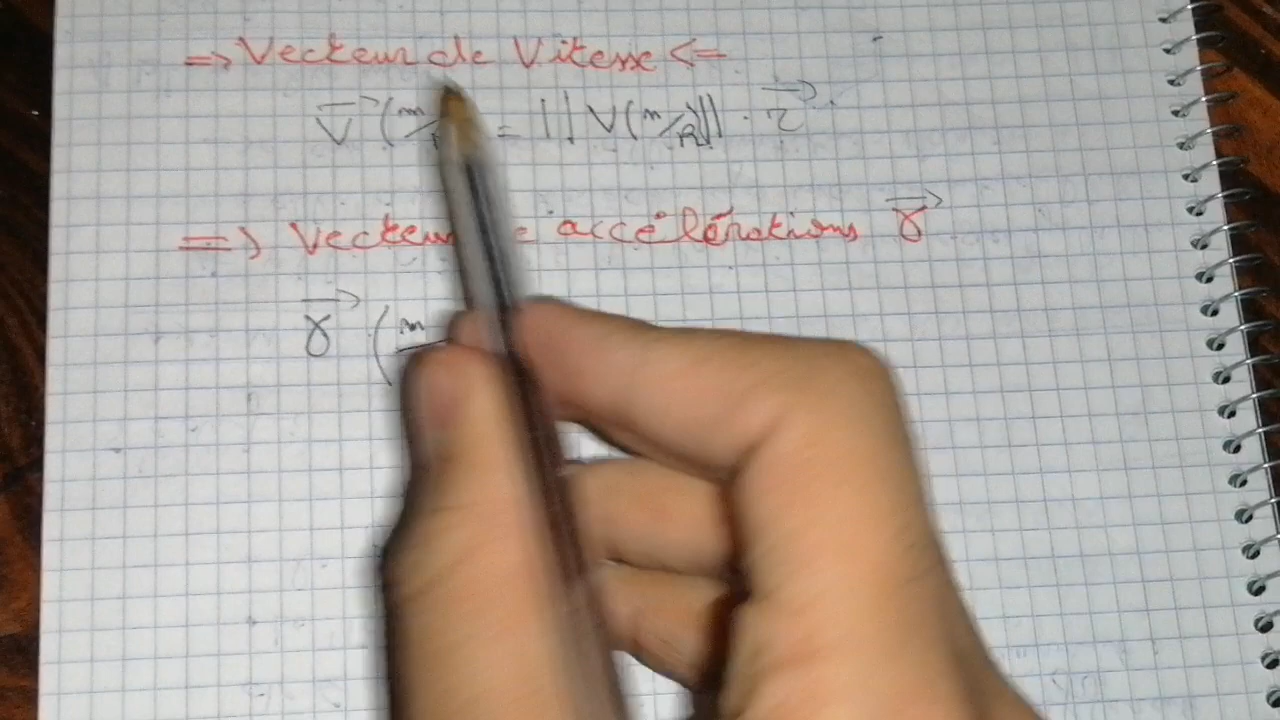 => Vecteur de Vitesse <=
V⃗ (m/ = ||V(m/R)|| . τ⃗.
=> Vecteur accélérations γ⃗
γ⃗ (m